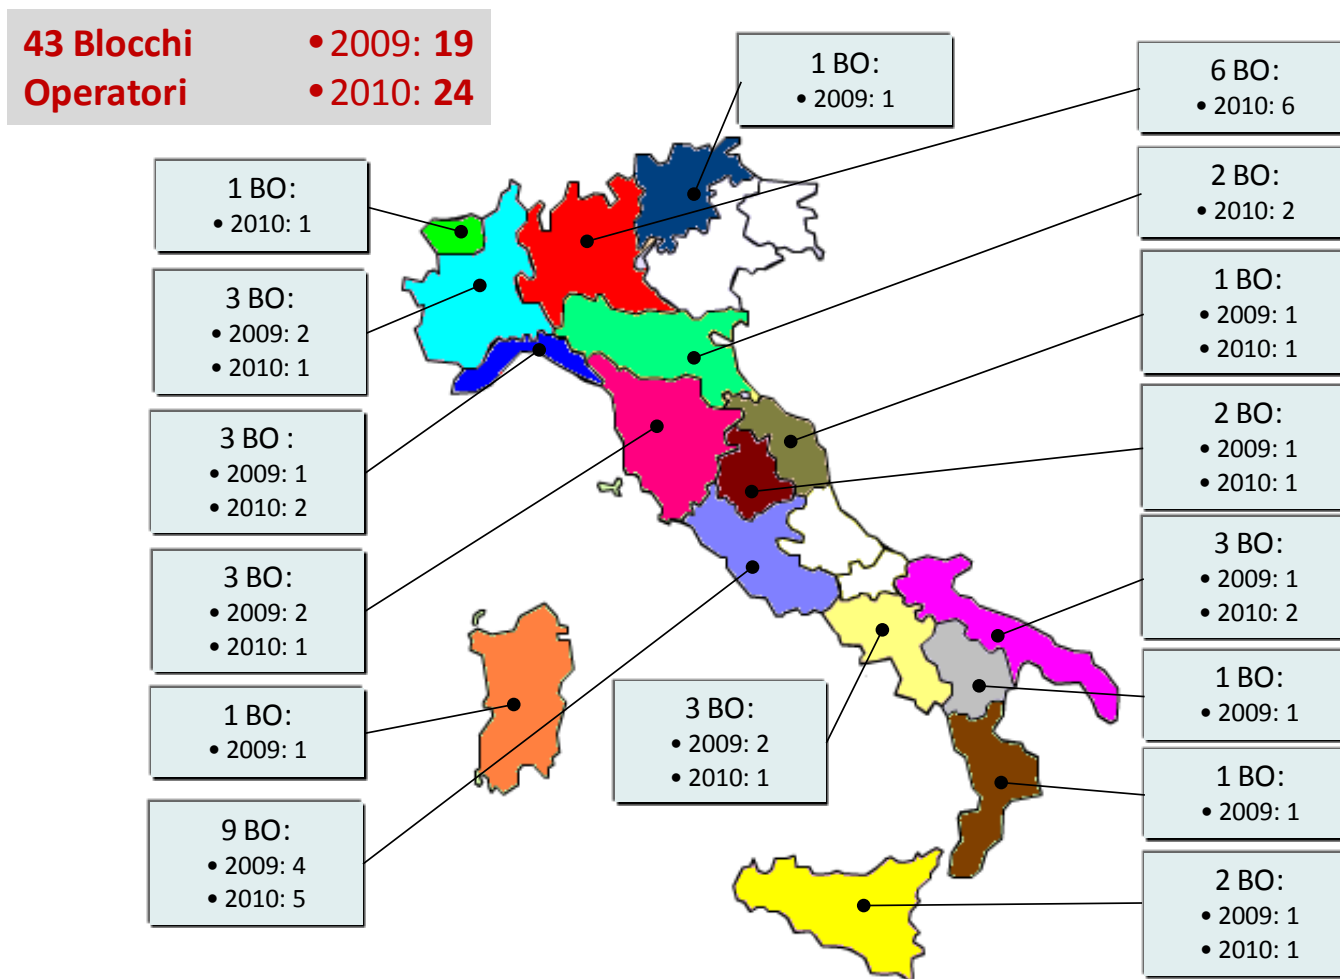 43 Blocchi
Operatori
• 2009: 19
• 2010: 24
1 BO:
• 2009: 1
6 BO:
• 2010: 6
1 BO:
• 2010: 1
2 BO:
• 2010: 2
3 BO:
• 2009: 2
• 2010: 1
1 BO:
• 2009: 1
• 2010: 1
3 BO :
• 2009: 1
• 2010: 2
2 BO:
• 2009: 1
• 2010: 1
3 BO:
• 2009: 2
• 2010: 1
3 BO:
• 2009: 1
• 2010: 2
1 BO:
• 2009: 1
3 BO:
• 2009: 2
• 2010: 1
1 BO:
• 2009: 1
1 BO:
• 2009: 1
9 BO:
• 2009: 4
• 2010: 5
2 BO:
• 2009: 1
• 2010: 1